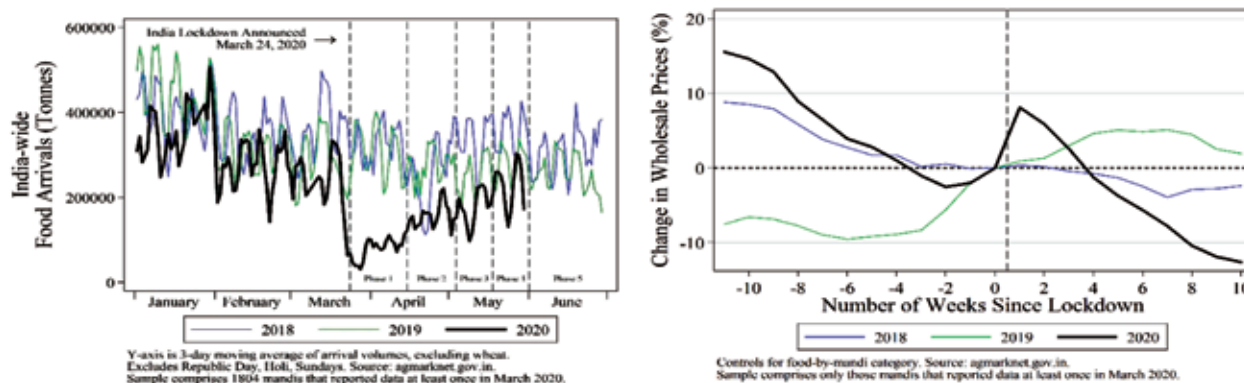 600000
400000
200000
0
India-wide
Food Arrivals (Tonnes)
India Lockdown Announced
March 24, 2020
Phase 1
Phase 2
Phase 3
Phase
Phase 5
January
February
March
April
May
June
2018
2019
2020
Y-axis is 3-day moving average of arrival volumes, excluding wheat.
Excludes Republic Day, Holi, Sundays. Source: agmarknet.gov.in.
Sample comprises 1804 mandis that reported data at least once in March 2020.
Change in Wholesale Prices (%)
20
10
0
-10
-10
-8
-6
-4
-2
0
2
4
6
8
10
Number of Weeks Since Lockdown
2018
2019
2020
Controls for food-by-mandi category. Source: agmarknet.gov.in.
Sample comprises only those mandis that reported data at least once in March 2020.